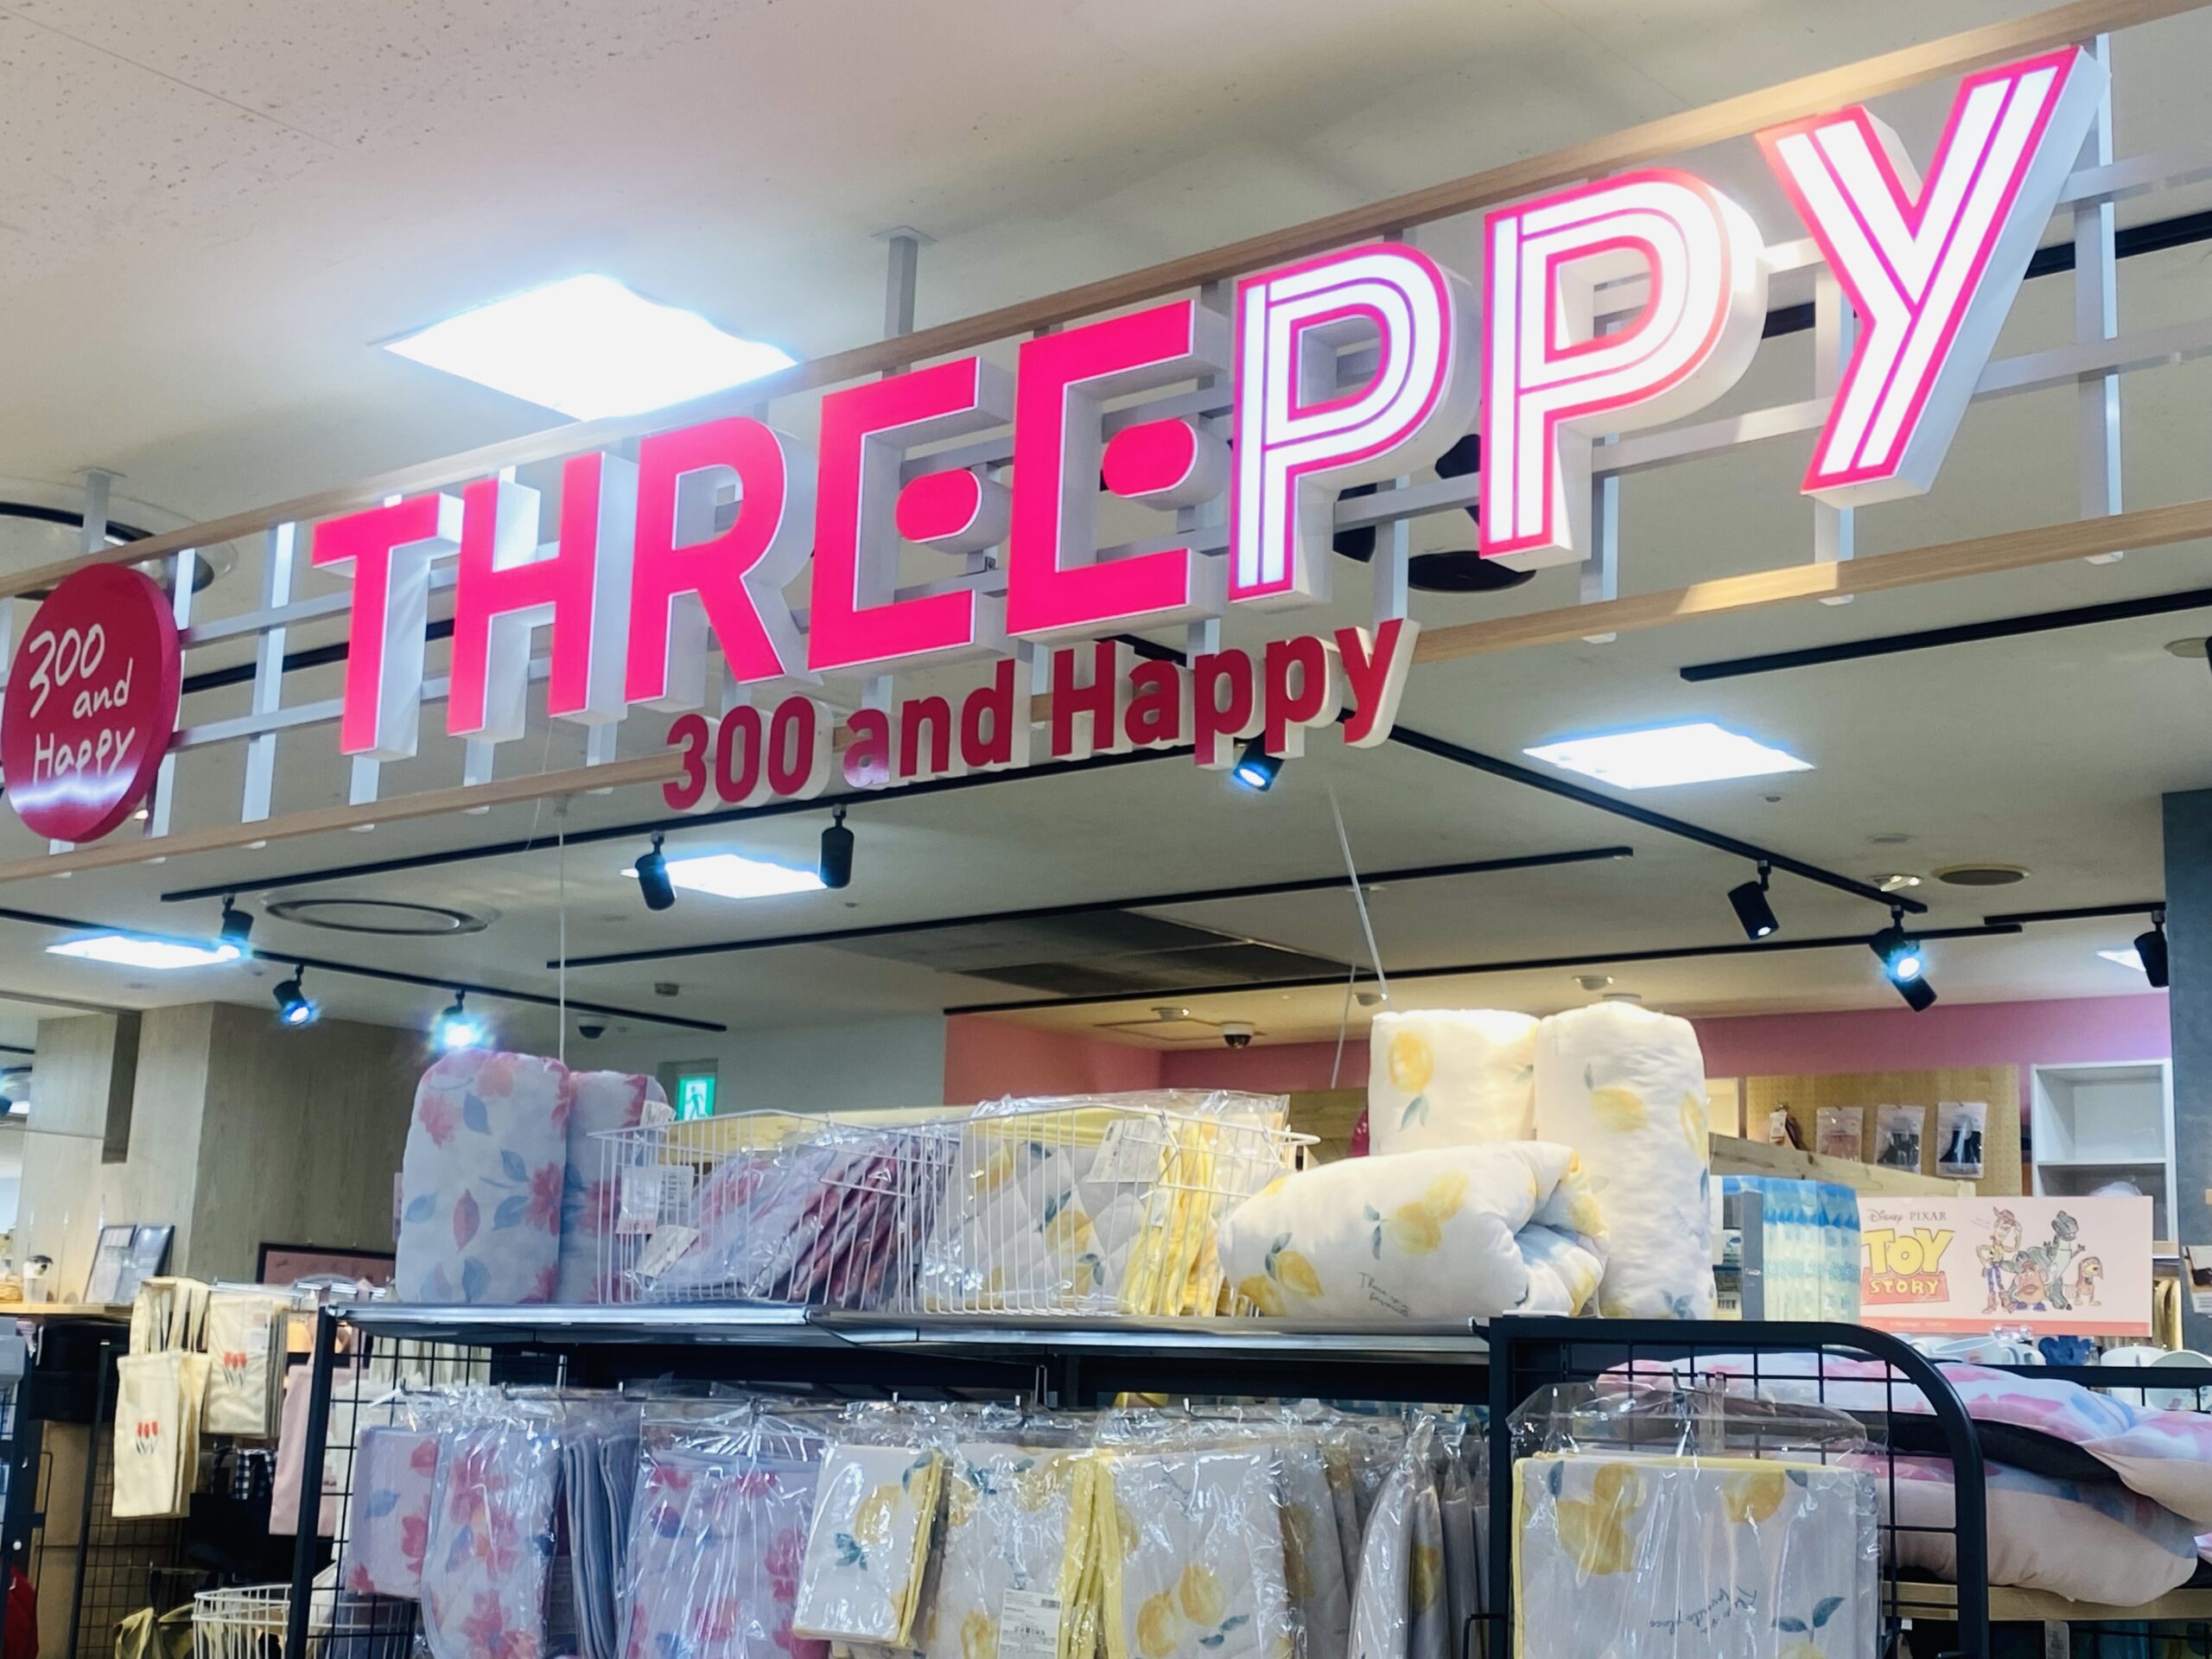 300
and
Happy
THREEPPY
300 and Happy
Disney · PIXAR
TOY
STORY